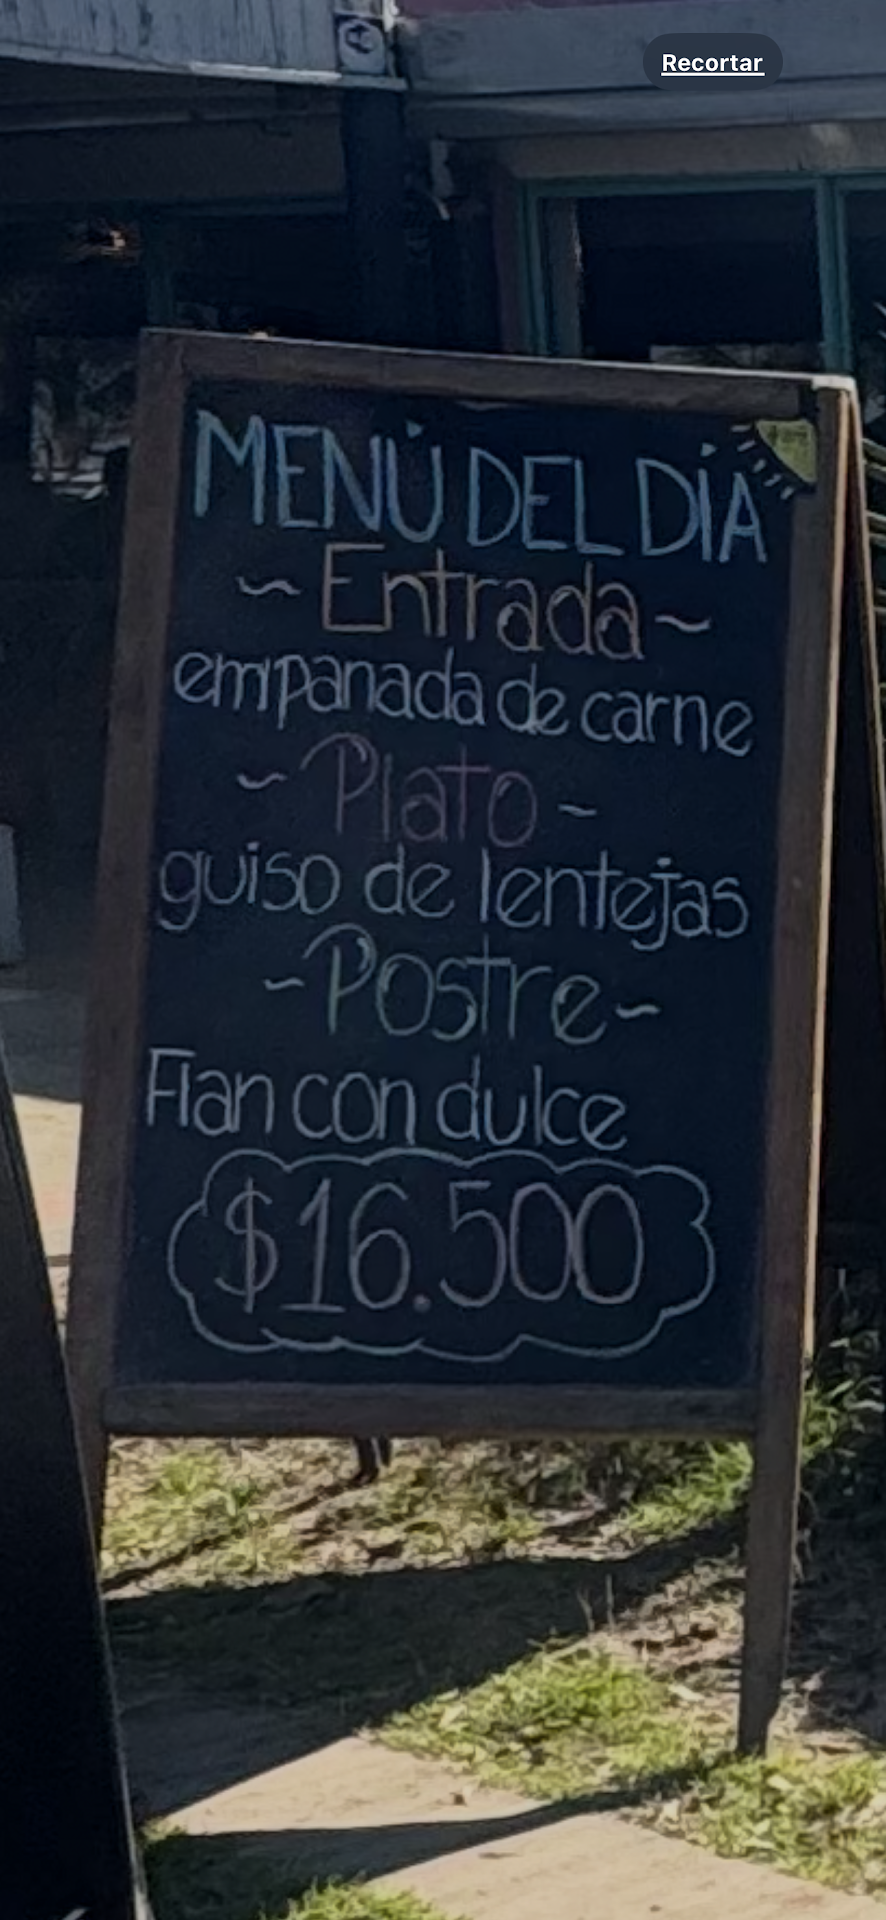 Recortar
MENÚ DEL DÍA
~ Entrada ~
empanada de carne
~ Plato ~
guiso de lentejas
~ Postre ~
Flan con dulce
$16.500